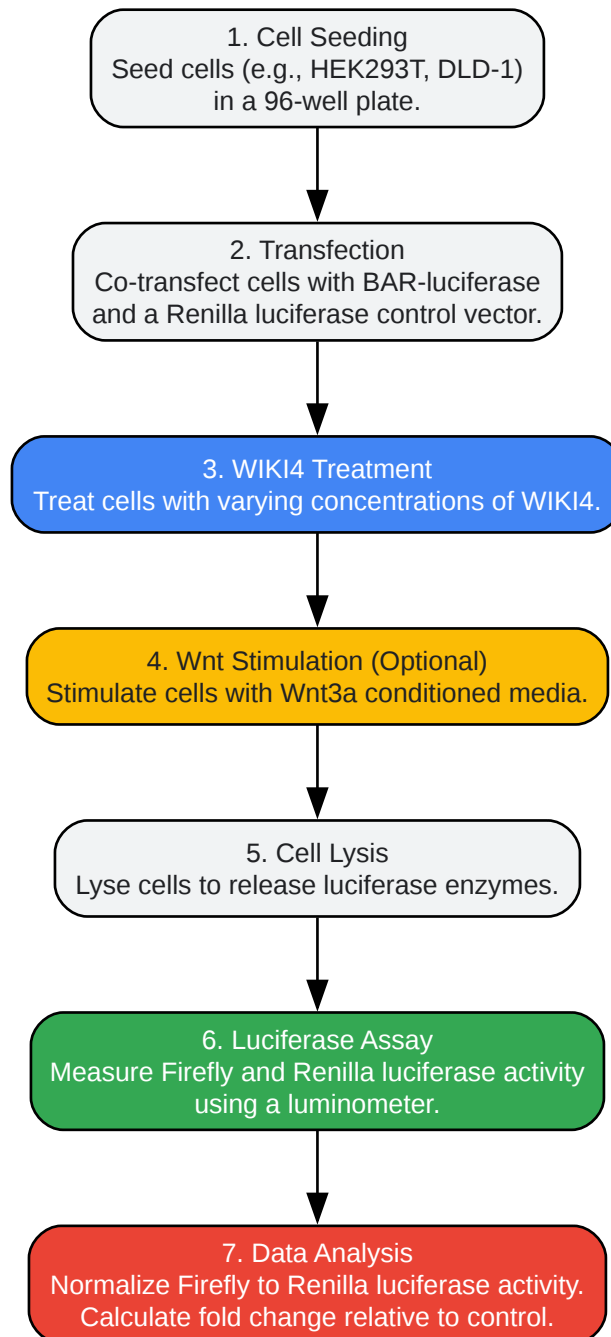 1. Cell Seeding
Seed cells (e.g., HEK293T, DLD-1)
in a 96-well plate.
2. Transfection
Co-transfect cells with BAR-luciferase
and a Renilla luciferase control vector.
3. WIKI4 Treatment
Treat cells with varying concentrations of WIKI4.
4. Wnt Stimulation (Optional)
Stimulate cells with Wnt3a conditioned media.
5. Cell Lysis
Lyse cells to release luciferase enzymes.
6. Luciferase Assay
Measure Firefly and Renilla luciferase activity
using a luminometer.
7. Data Analysis
Normalize Firefly to Renilla luciferase activity.
Calculate fold change relative to control.